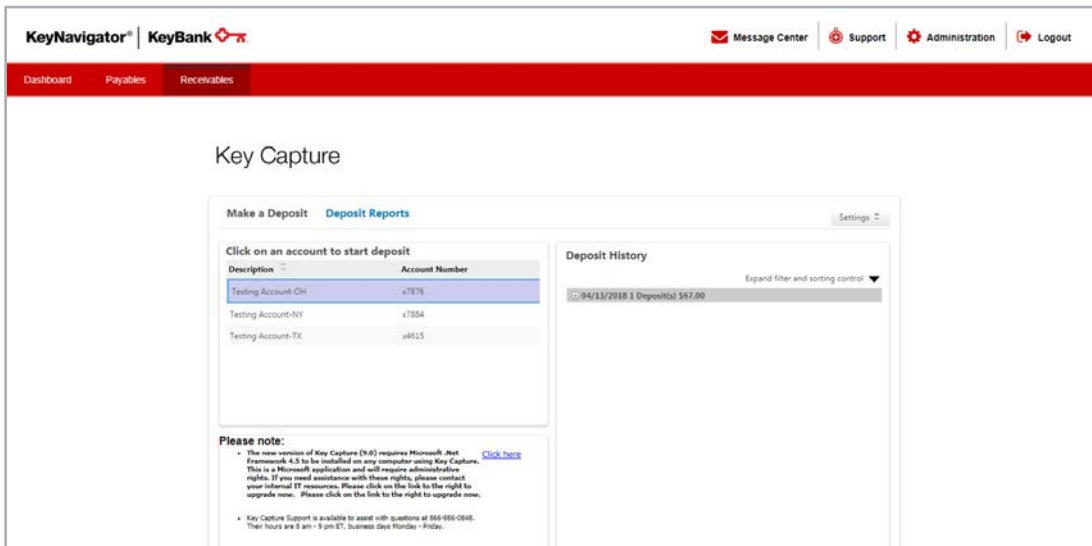 KeyNavigator® KeyBank
Message Center Support Administration Logout
Dashboard Payables Receivables
Key Capture
Make a Deposit Deposit Reports Settings
Click on an account to start deposit
Description Account Number
Testing Account-OH x7876
Testing Account-NY x7884
Testing Account-TX x4615
Deposit History
Expand filter and sorting control
04/13/2018 1 Deposit(s) $67.00
Please note:
The new version of Key Capture (9.0) requires Microsoft .Net
Framework 4.5 to be installed on any computer using Key Capture.
This is a Microsoft application and will require administrative
rights. If you need assistance with these rights, please contact
your internal IT resources. Please click on the link to the right to
upgrade now. Please click on the link to the right to upgrade now.
Click here
Key Capture Support is available to assist with questions at 866-886-0848.
Their hours are 8 am - 9 pm ET, business days Monday - Friday.